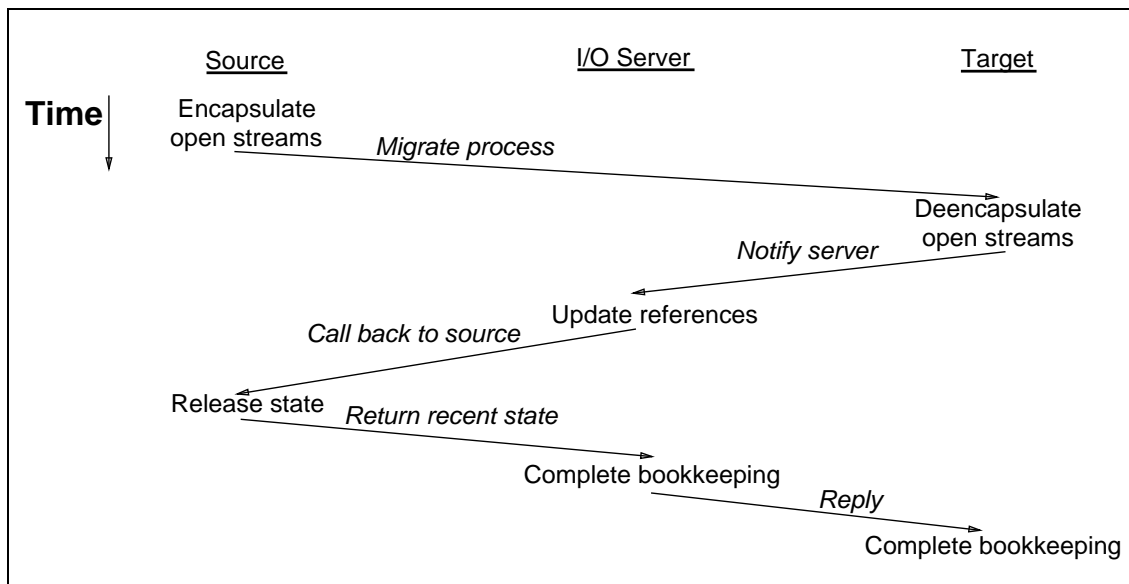 Source
I/O Server
Target
Time
Encapsulate
open streams
Migrate process
Deencapsulate
open streams
Notify server
Update references
Call back to source
Release state
Return recent state
Complete bookkeeping
Reply
Complete bookkeeping